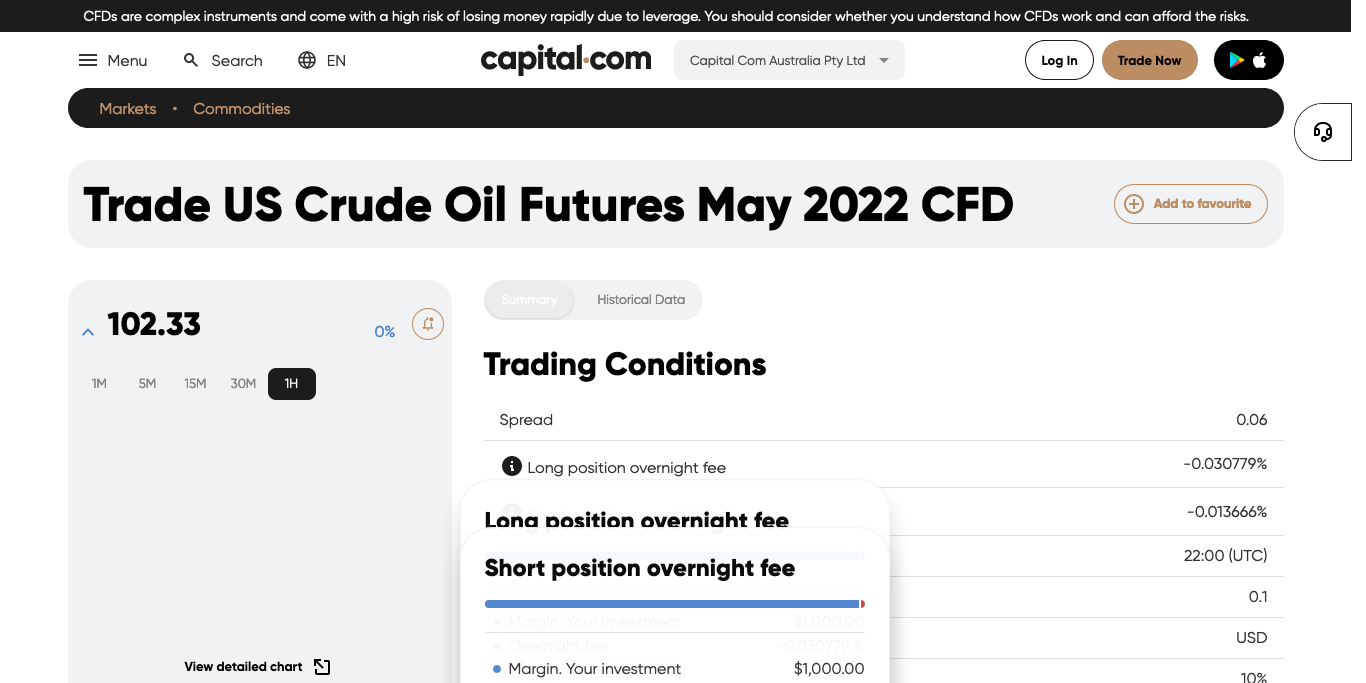 CFDs are complex instruments and come with a high risk of losing money rapidly due to leverage. You should consider whether you understand how CFDs work and can afford the risks.
Menu Search EN capital.com Capital Com Australia Pty Ltd Log In Trade Now
Markets • Commodities
Trade US Crude Oil Futures May 2022 CFD Add to favourite
102.33 0%
1M 5M 15M 30M 1H
View detailed chart
Summary Historical Data
Trading Conditions
Spread 0.06
Long position overnight fee -0.030779%
-0.013666%
Long position overnight fee
22:00 (UTC)
Short position overnight fee
0.1
Margin. Your investment $1,000.00
USD
Overnight fee -0.030779 %
Margin. Your investment $1,000.00
10%